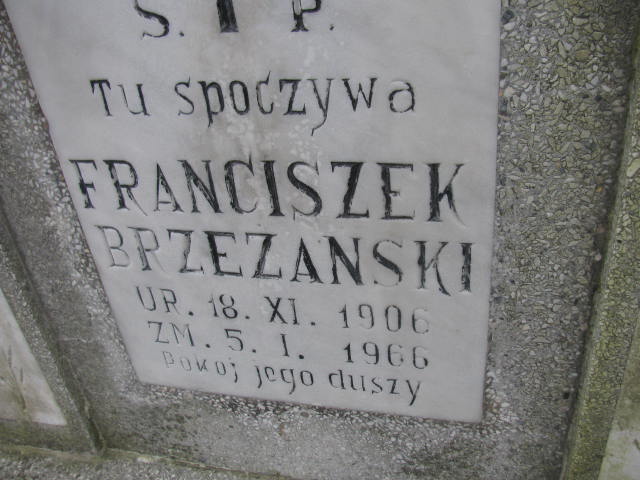 S. † P.
Tu spoczywa
FRANCISZEK
BRZEZANSKI
UR. 18. XI. 1906
ZM. 5. I. 1966
Pokoj jego duszy